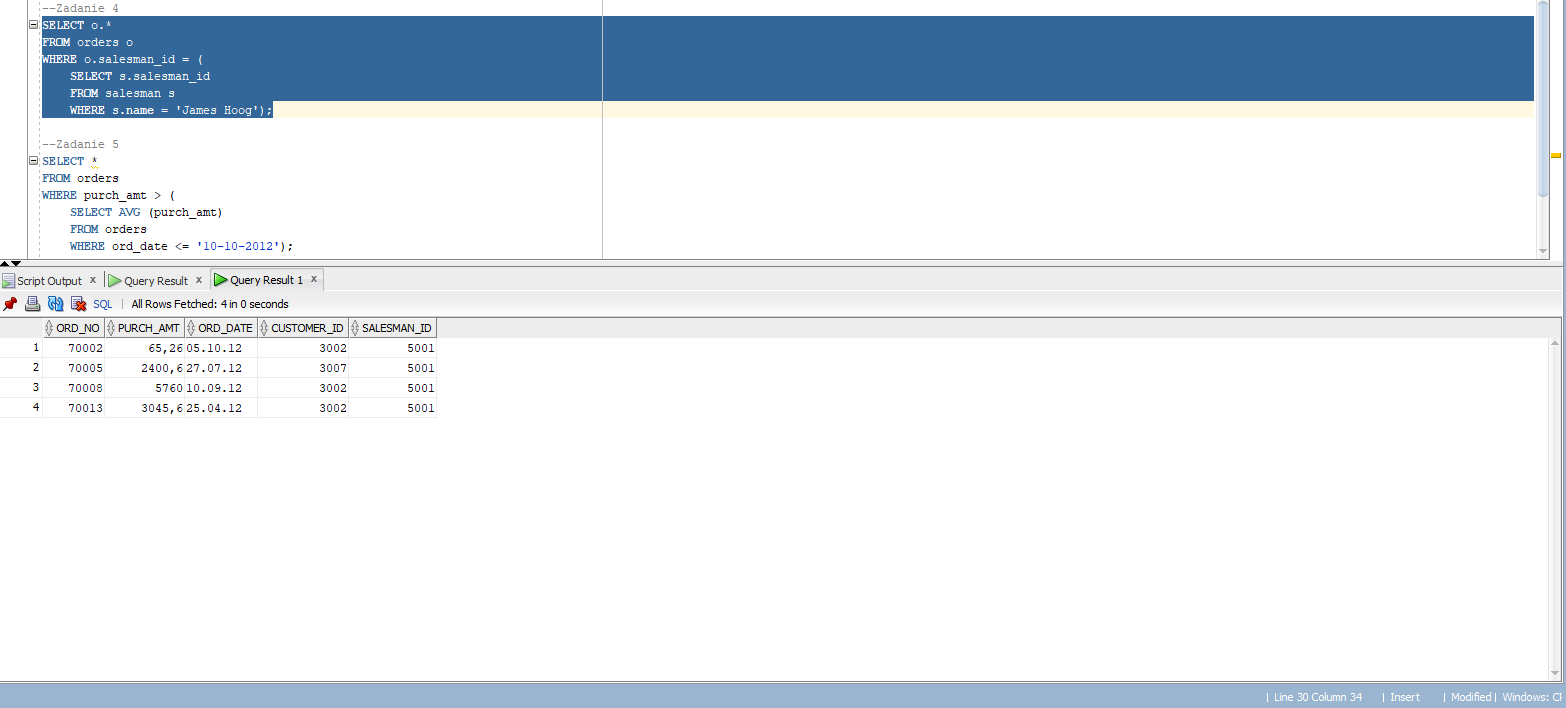 --Zadanie 4
SELECT o.*
FROM orders o
WHERE o.salesman_id = (
SELECT s.salesman_id
FROM salesman s
WHERE s.name = 'James Hoog');
--Zadanie 5
SELECT *
FROM orders
WHERE purch_amt > (
SELECT AVG (purch_amt)
FROM orders
WHERE ord_date <= '10-10-2012');
Script Output x Query Result x Query Result 1 x
SQL | All Rows Fetched: 4 in 0 seconds
ORD_NO PURCH_AMT ORD_DATE CUSTOMER_ID SALESMAN_ID
1 70002 65,26 05.10.12 3002 5001
2 70005 2400,6 27.07.12 3007 5001
3 70008 5760 10.09.12 3002 5001
4 70013 3045,6 25.04.12 3002 5001
| Line 30 Column 34 | Insert | Modified | Windows: